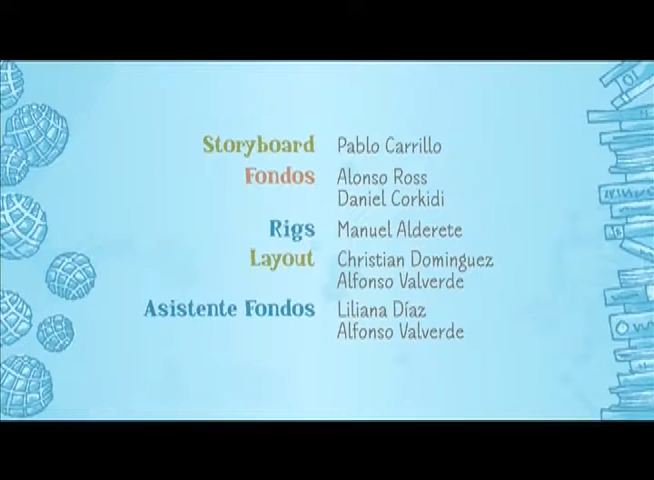 Storyboard Pablo Carrillo
Fondos Alonso Ross
Daniel Corkidi
Rigs Manuel Alderete
Layout Christian Dominguez
Alfonso Valverde
Asistente Fondos Liliana Díaz
Alfonso Valverde